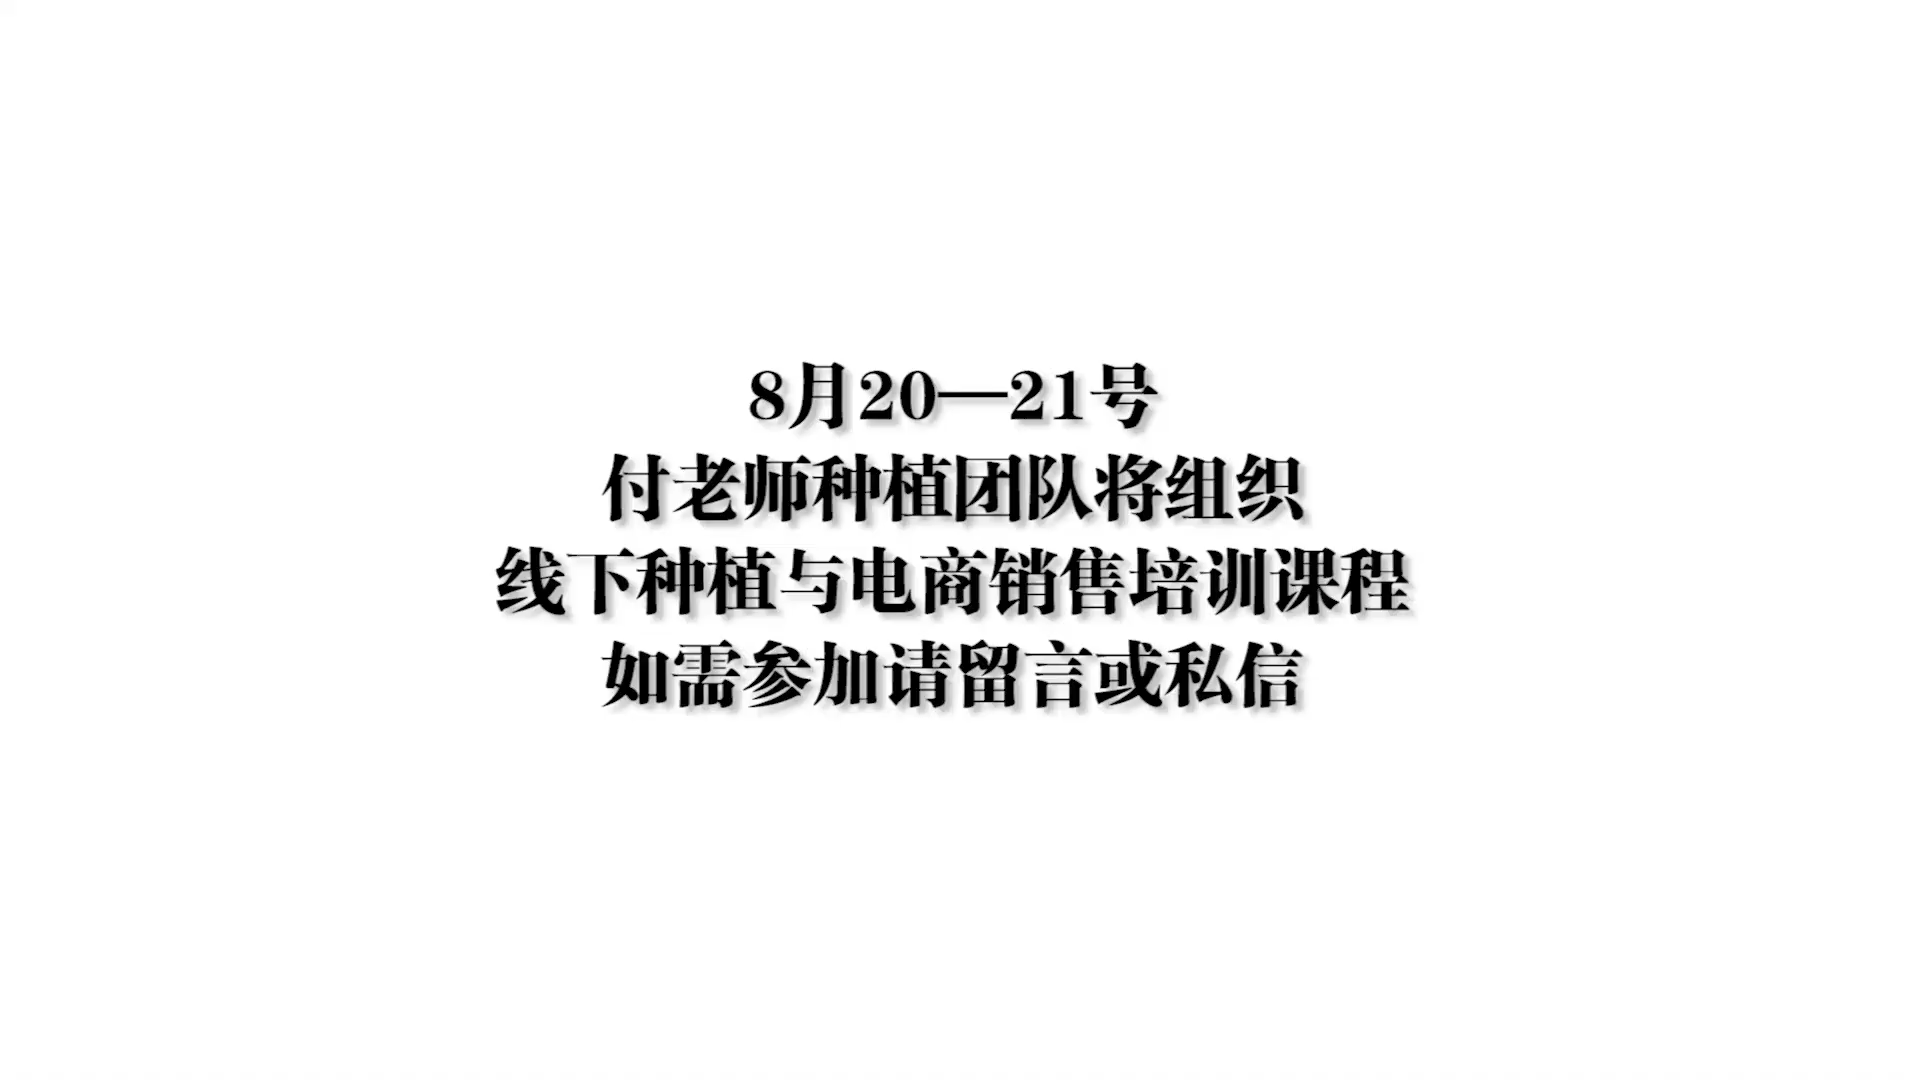 8月20—21号
付老师种植团队将组织
线下种植与电商销售培训课程
如需参加请留言或私信